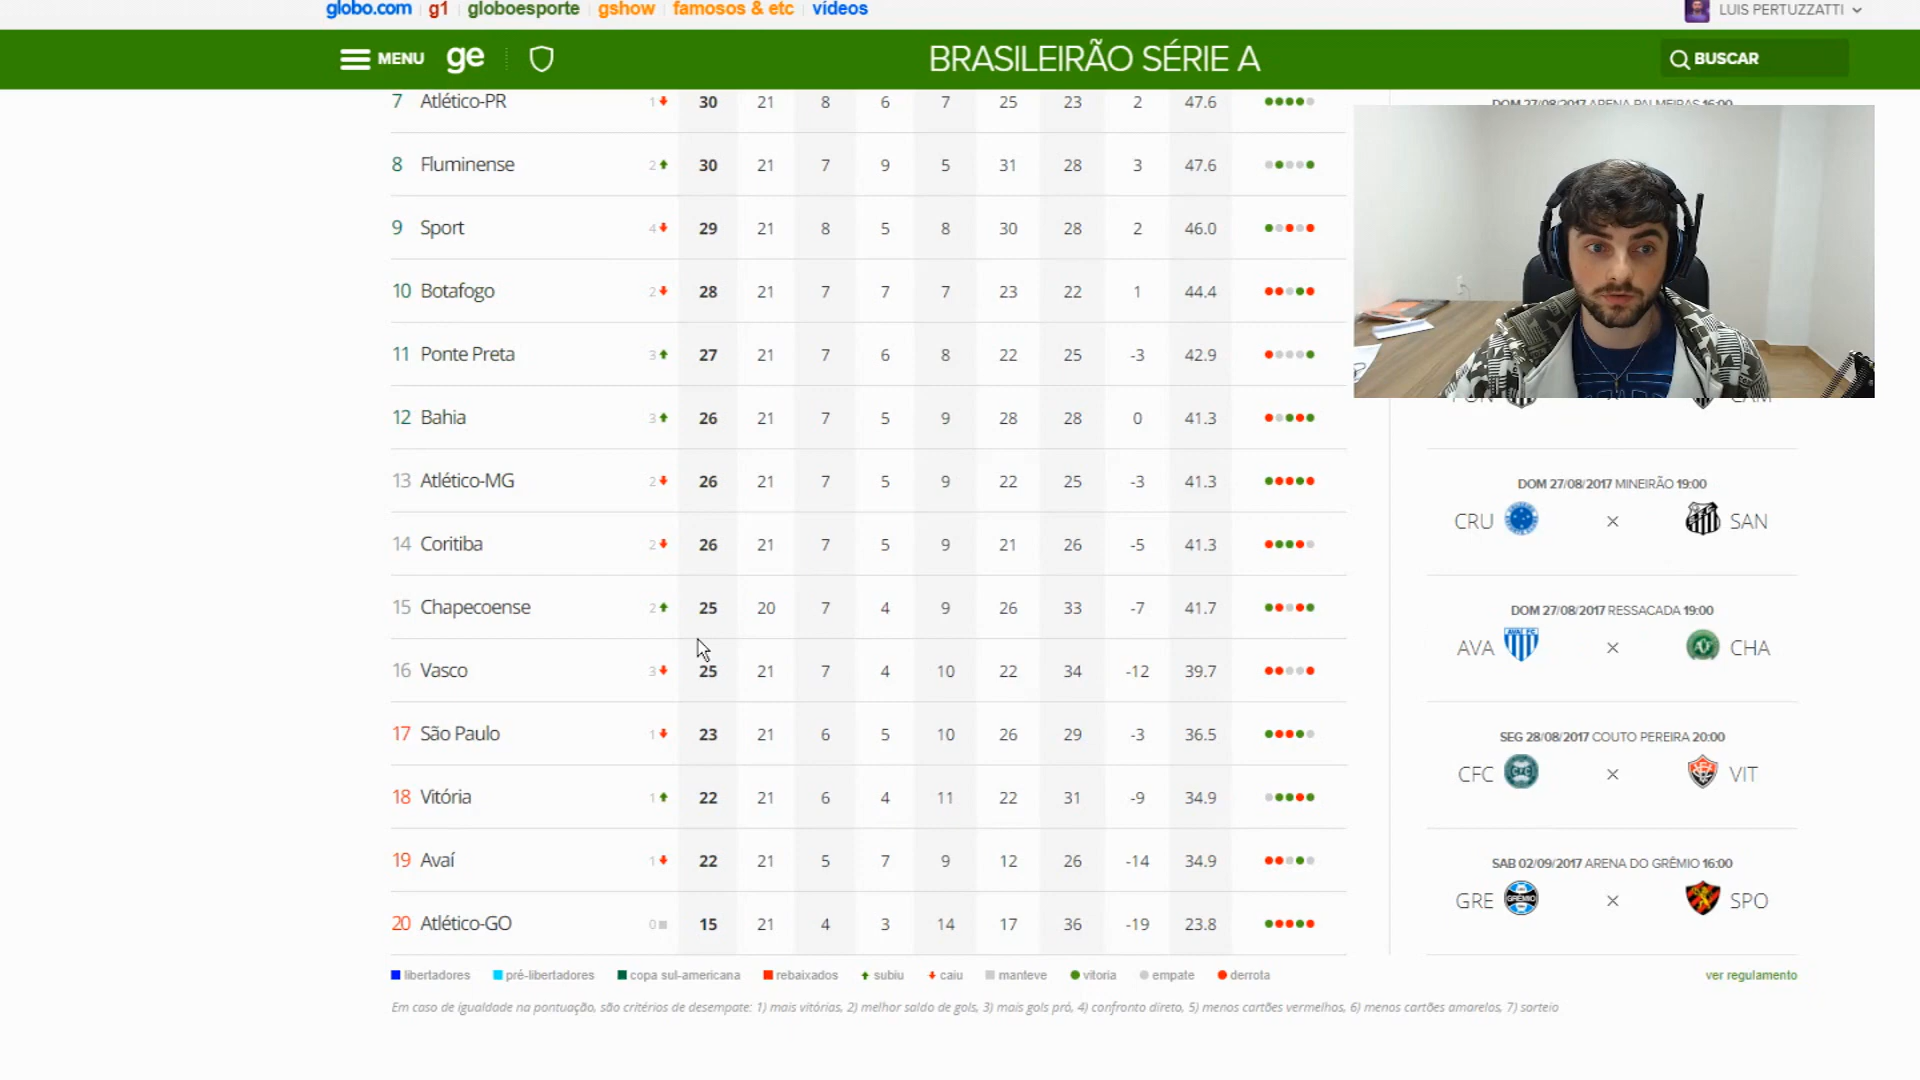 globo.com g1 globoesporte gshow famosos & etc vídeos LUIS PERTUZZATTI
MENU ge BRASILEIRÃO SÉRIE A BUSCAR
7 Atlético-PR 1 30 21 8 6 7 25 23 2 47.6
8 Fluminense 2 30 21 7 9 5 31 28 3 47.6
9 Sport 4 29 21 8 5 8 30 28 2 46.0
10 Botafogo 2 28 21 7 7 7 23 22 1 44.4
11 Ponte Preta 3 27 21 7 6 8 22 25 -3 42.9
12 Bahia 3 26 21 7 5 9 28 28 0 41.3
13 Atlético-MG 2 26 21 7 5 9 22 25 -3 41.3
14 Coritiba 2 26 21 7 5 9 21 26 -5 41.3
15 Chapecoense 2 25 20 7 4 9 26 33 -7 41.7
16 Vasco 3 25 21 7 4 10 22 34 -12 39.7
17 São Paulo 1 23 21 6 5 10 26 29 -3 36.5
18 Vitória 1 22 21 6 4 11 22 31 -9 34.9
19 Avaí 1 22 21 5 7 9 12 26 -14 34.9
20 Atlético-GO 0 15 21 4 3 14 17 36 -19 23.8
libertadores pré-libertadores copa sul-americana rebaixados subiu caiu manteve vitoria empate derrota
Em caso de igualdade na pontuação, são critérios de desempate: 1) mais vitórias, 2) melhor saldo de gols, 3) mais gols pró, 4) confronto direto, 5) menos cartões vermelhos, 6) menos cartões amarelos, 7) sorteio
DOM 27/08/2017 ARENA PALMEIRAS 16:00
DOM 27/08/2017 MINEIRÃO 19:00
CRU × SAN
DOM 27/08/2017 RESSACADA 19:00
AVA × CHA
SEG 28/08/2017 COUTO PEREIRA 20:00
CFC × VIT
SAB 02/09/2017 ARENA DO GRÊMIO 16:00
GRE × SPO
ver regulamento